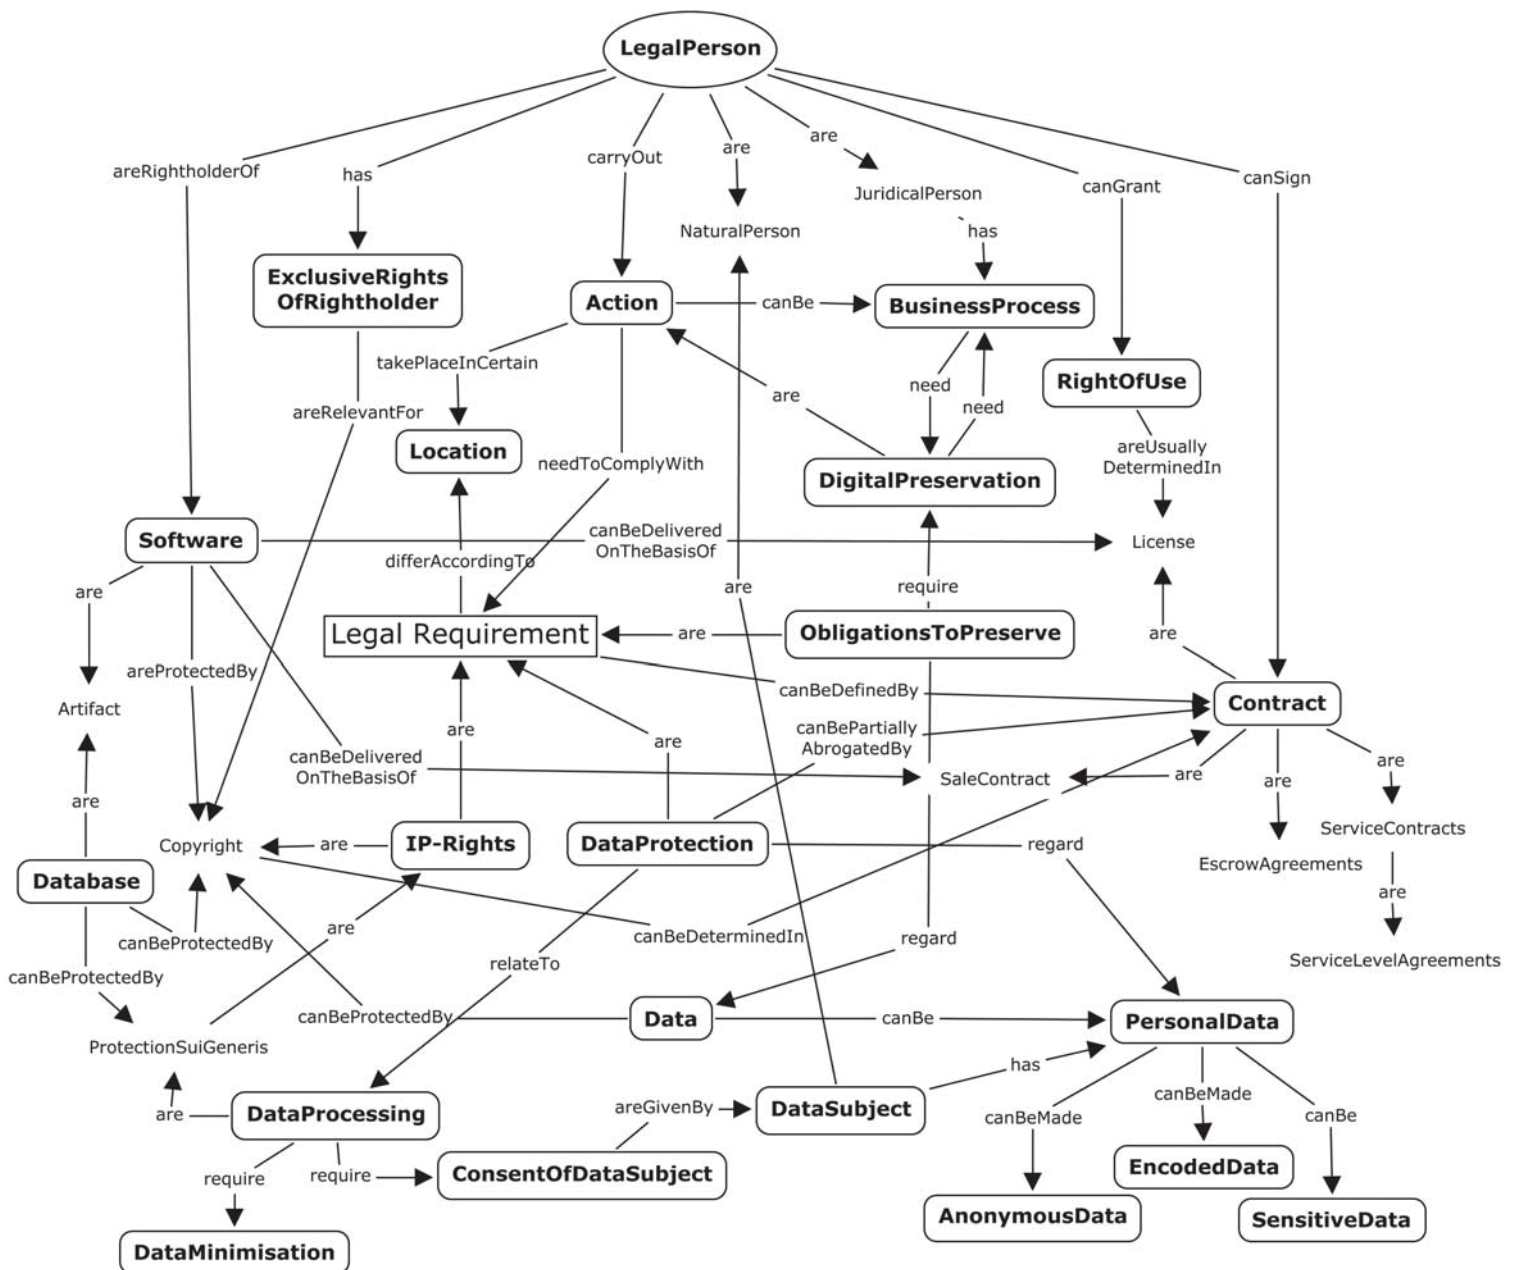 LegalPerson
are
carryOut
are
areRightholderOf
has
canGrant
canSign
JuridicalPerson
NaturalPerson
has
ExclusiveRights
OfRightholder
Action
canBe
BusinessProcess
takePlaceInCertain
RightOfUse
need
are
need
areRelevantFor
areUsually
DeterminedIn
Location
needToComplyWith
DigitalPreservation
Software
canBeDelivered
OnTheBasisOf
License
differAccordingTo
are
are
require
Legal Requirement
are
ObligationsToPreserve
are
areProtectedBy
canBeDefinedBy
Contract
Artifact
are
canBePartially
AbrogatedBy
are
canBeDelivered
OnTheBasisOf
SaleContract
are
are
are
are
ServiceContracts
Copyright
are
IP-Rights
DataProtection
regard
EscrowAgreements
Database
are
are
canBeProtectedBy
canBeDeterminedIn
regard
canBeProtectedBy
relateTo
ServiceLevelAgreements
canBeProtectedBy
Data
canBe
PersonalData
ProtectionSuiGeneris
has
canBeMade
are
DataProcessing
areGivenBy
DataSubject
canBeMade
canBe
require
require
ConsentOfDataSubject
EncodedData
AnonymousData
SensitiveData
DataMinimisation